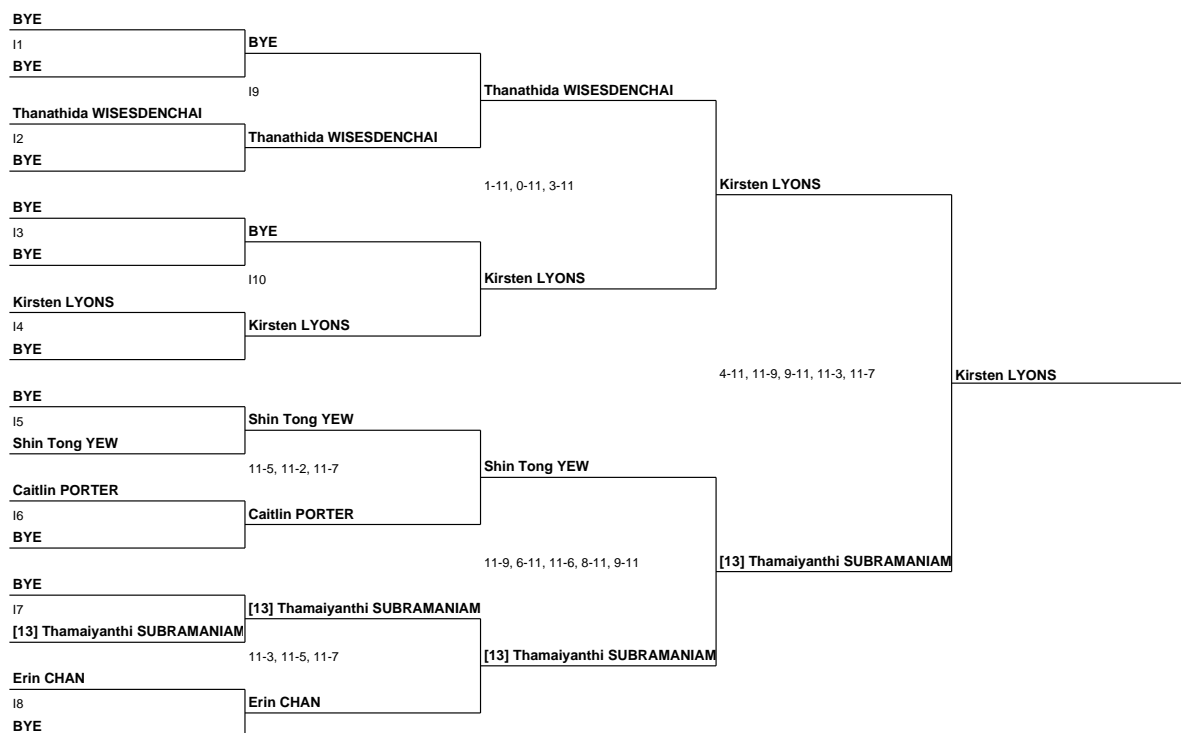 BYE
I1
BYE
BYE
I9
Thanathida WISESDENCHAI
Thanathida WISESDENCHAI
I2
Thanathida WISESDENCHAI
BYE
1-11, 0-11, 3-11
Kirsten LYONS
BYE
I3
BYE
BYE
I10
Kirsten LYONS
Kirsten LYONS
I4
Kirsten LYONS
BYE
4-11, 11-9, 9-11, 11-3, 11-7
Kirsten LYONS
BYE
I5
Shin Tong YEW
Shin Tong YEW
11-5, 11-2, 11-7
Shin Tong YEW
Caitlin PORTER
I6
Caitlin PORTER
BYE
11-9, 6-11, 11-6, 8-11, 9-11
[13] Thamaiyanthi SUBRAMANIAM
BYE
I7
[13] Thamaiyanthi SUBRAMANIAM
[13] Thamaiyanthi SUBRAMANIAM
11-3, 11-5, 11-7
[13] Thamaiyanthi SUBRAMANIAM
Erin CHAN
I8
Erin CHAN
BYE